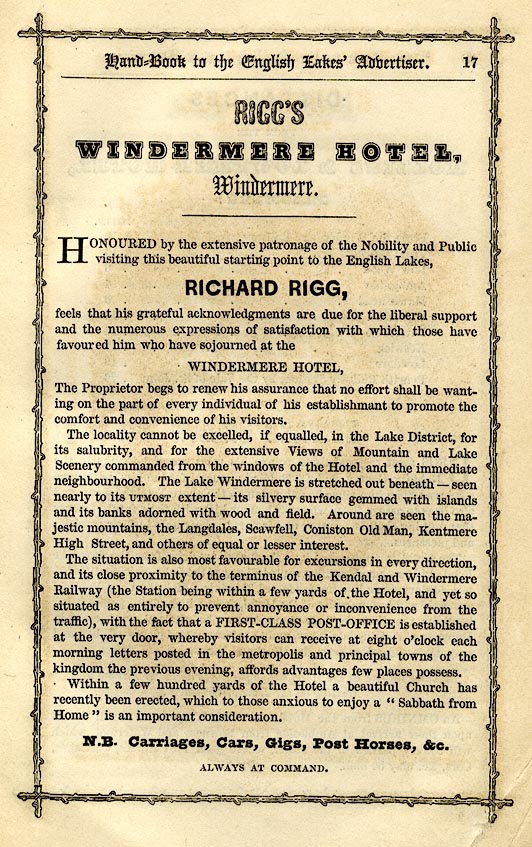 Hand-Book to the English Lakes' Advertiser. 17
RIGG'S
WINDERMERE HOTEL,
Windermere.
HONOURED by the extensive patronage of the Nobility and Public
visiting this beautiful starting point to the English Lakes,
RICHARD RIGG,
feels that his grateful acknowledgments are due for the liberal support
and the numerous expressions of satisfaction with which those have
favoured him who have sojourned at the
WINDERMERE HOTEL,
The Proprietor begs to renew his assurance that no effort shall be want-
ing on the part of every individual of his establishmant to promote the
comfort and convenience of his visitors.
The locality cannot be excelled, if equalled, in the Lake District, for
its salubrity, and for the extensive Views of Mountain and Lake
Scenery commanded from the windows of the Hotel and the immediate
neighbourhood. The Lake Windermere is stretched out beneath—seen
nearly to its UTMOST extent—its silvery surface gemmed with islands
and its banks adorned with wood and field. Around are seen the ma-
jestic mountains, the Langdales, Scawfell, Coniston Old Man, Kentmere
High Street, and others of equal or lesser interest.
The situation is also most favourable for excursions in every direction,
and its close proximity to the terminus of the Kendal and Windermere
Railway (the Station being within a few yards of the Hotel, and yet so
situated as entirely to prevent annoyance or inconvenience from the
traffic), with the fact that a FIRST-CLASS POST-OFFICE is established
at the very door, whereby visitors can receive at eight o'clock each
morning letters posted in the metropolis and principal towns of the
kingdom the previous evening, affords advantages few places possess.
Within a few hundred yards of the Hotel a beautiful Church has
recently been erected, which to those anxious to enjoy a "Sabbath from
Home" is an important consideration.
N.B. Carriages, Cars, Gigs, Post Horses, &c.
ALWAYS AT COMMAND.